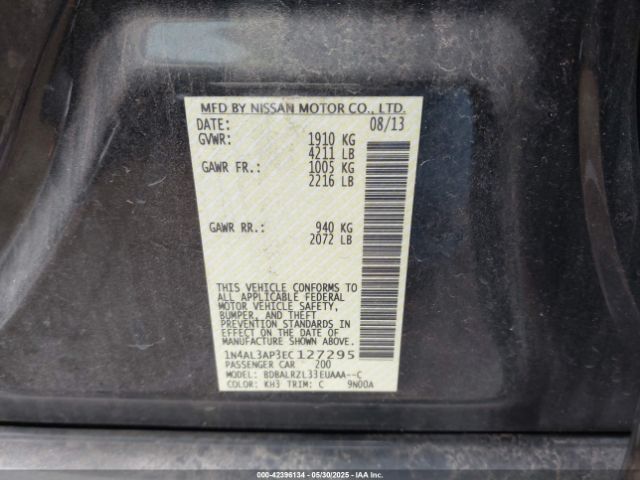 MFD BY NISSAN MOTOR CO., LTD.
DATE: 08/13
GVWR: 1910 KG
4211 LB
GAWR FR.: 1005 KG
2216 LB
GAWR RR.: 940 KG
2072 LB
THIS VEHICLE CONFORMS TO
ALL APPLICABLE FEDERAL
MOTOR VEHICLE SAFETY,
BUMPER, AND THEFT
PREVENTION STANDARDS IN
EFFECT ON THE DATE OF
MANUFACTURE SHOWN ABOVE.
1N4AL3AP3EC127295
PASSENGER CAR 200
MODEL: BDBALRZL33EUAAA--C
COLOR: KH3 TRIM: C 9N00A
000-42396134 - 05/30/2025 - COPYRIGHT IAA, LLC.